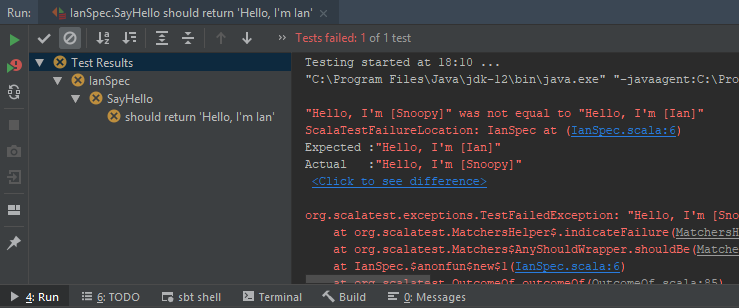 Run: IanSpec.SayHello should return 'Hello, I'm Ian' ×
» Tests failed: 1 of 1 test
Test Results
IanSpec
SayHello
should return 'Hello, I'm Ian'
Testing started at 18:10 ...
"C:\Program Files\Java\jdk-12\bin\java.exe" "-javaagent:C:\Pro
"Hello, I'm [Snoopy]" was not equal to "Hello, I'm [Ian]"
ScalaTestFailureLocation: IanSpec at (IanSpec.scala:6)
Expected :"Hello, I'm [Ian]"
Actual :"Hello, I'm [Snoopy]"
<Click to see difference>
org.scalatest.exceptions.TestFailedException: "Hello, I'm [Sno
at org.scalatest.MatchersHelper$.indicateFailure(MatchersH
at org.scalatest.Matchers$AnyShouldWrapper.shouldBe(Matche
at IanSpec.$anonfun$new$1(IanSpec.scala:6)
at org.scalatest.OutcomeOf.outcomeOf(OutcomeOf.scala:85)
4: Run 6: TODO sbt shell Terminal Build 0: Messages